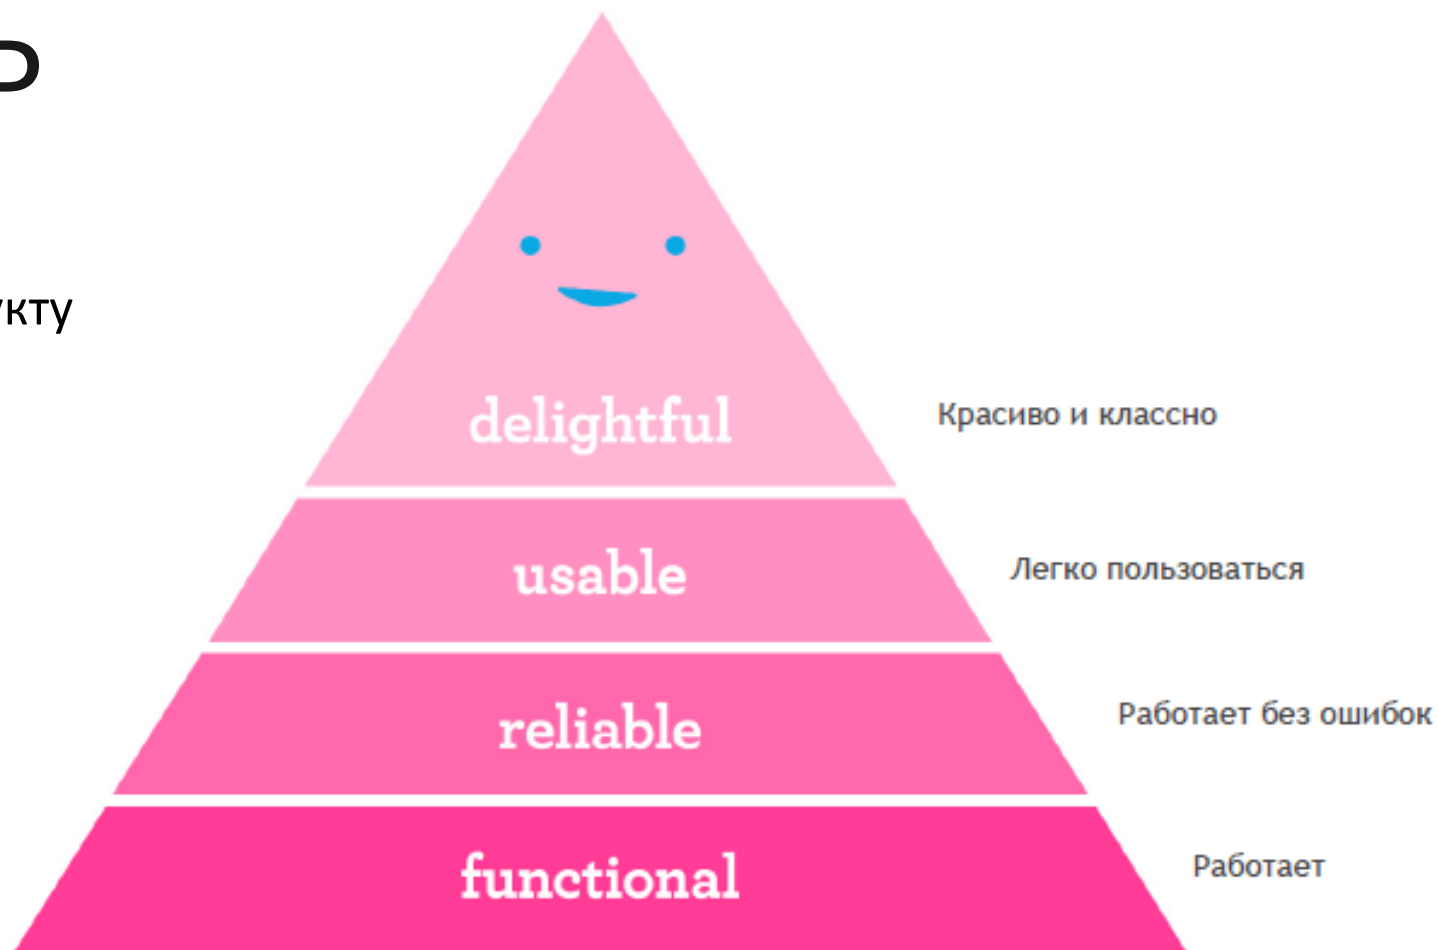 delightful
Красиво и классно
usable
Легко пользоваться
reliable
Работает без ошибок
functional
Работает